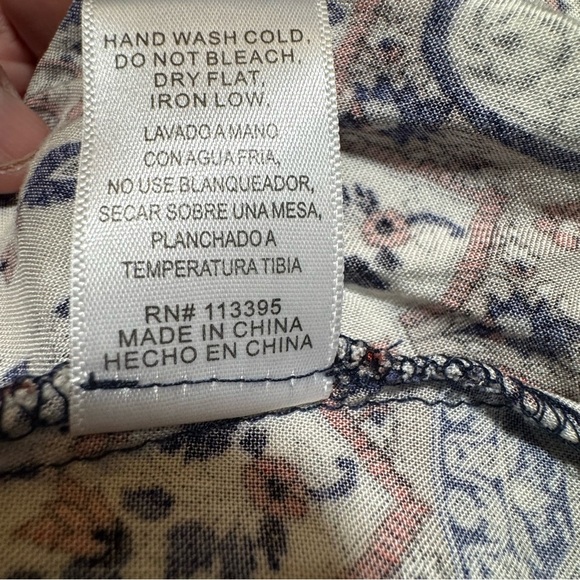 HAND WASH COLD.
DO NOT BLEACH,
DRY FLAT,
IRON LOW,
LAVADO A MANO
CON AGUA FRIA,
NO USE BLANQUEADOR,
SECAR SOBRE UNA MESA,
PLANCHADO A
TEMPERATURA TIBIA
RN# 113395
MADE IN CHINA
HECHO EN CHINA